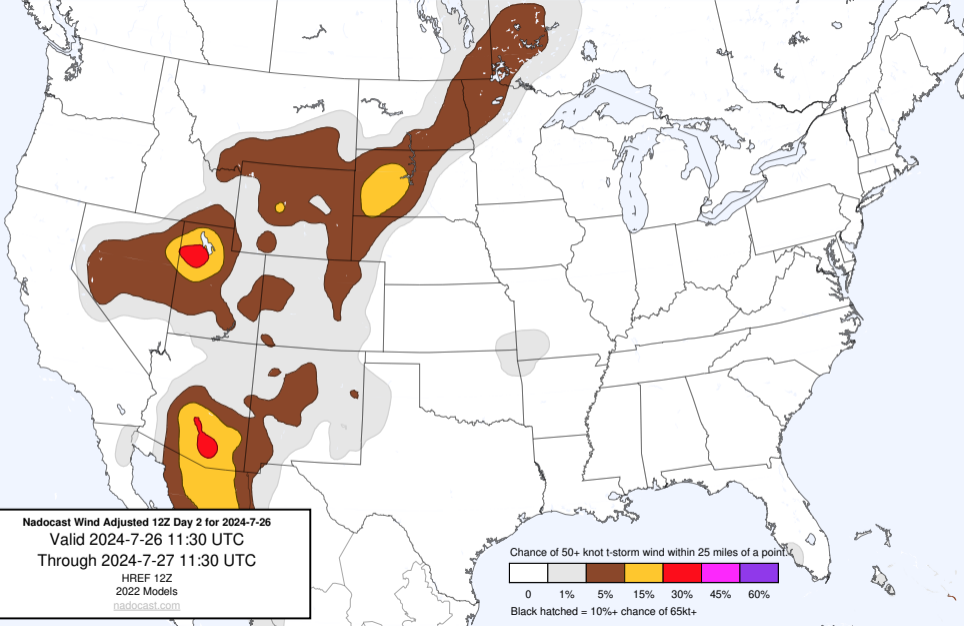 Nadocast Wind Adjusted 12Z Day 2 for 2024-7-26
Valid 2024-7-26 11:30 UTC
Through 2024-7-27 11:30 UTC
HREF 12Z
2022 Models
nadocast.com
Chance of 50+ knot t-storm wind within 25 miles of a point.
0 1% 5% 15% 30% 45% 60%
Black hatched = 10%+ chance of 65kt+